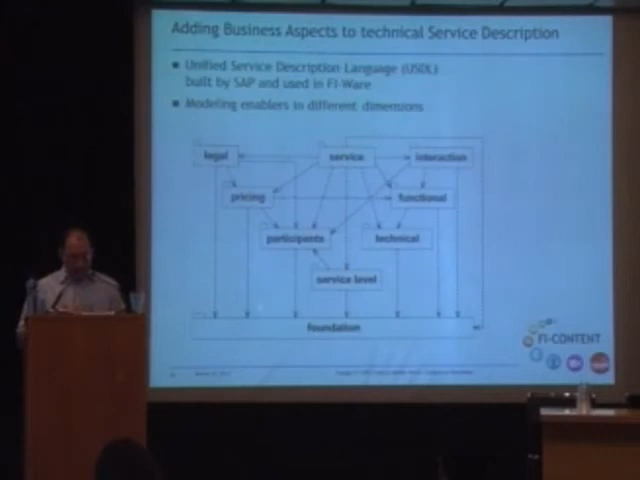 Adding Business Aspects to technical Service Description
Unified Service Description Language (USDL)
built by SAP and used in FI-Ware
Modeling enablers in different dimensions
legal
service
interaction
pricing
functional
participants
technical
service level
foundation
FI-CONTENT